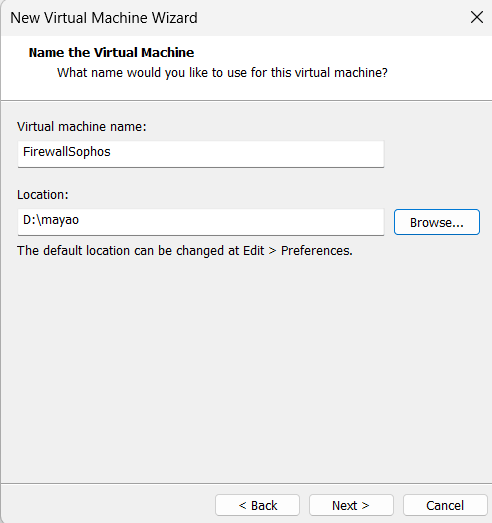 New Virtual Machine Wizard
Name the Virtual Machine
What name would you like to use for this virtual machine?
Virtual machine name:
FirewallSophos
Location:
D:\mayao
Browse...
The default location can be changed at Edit > Preferences.
< Back
Next >
Cancel